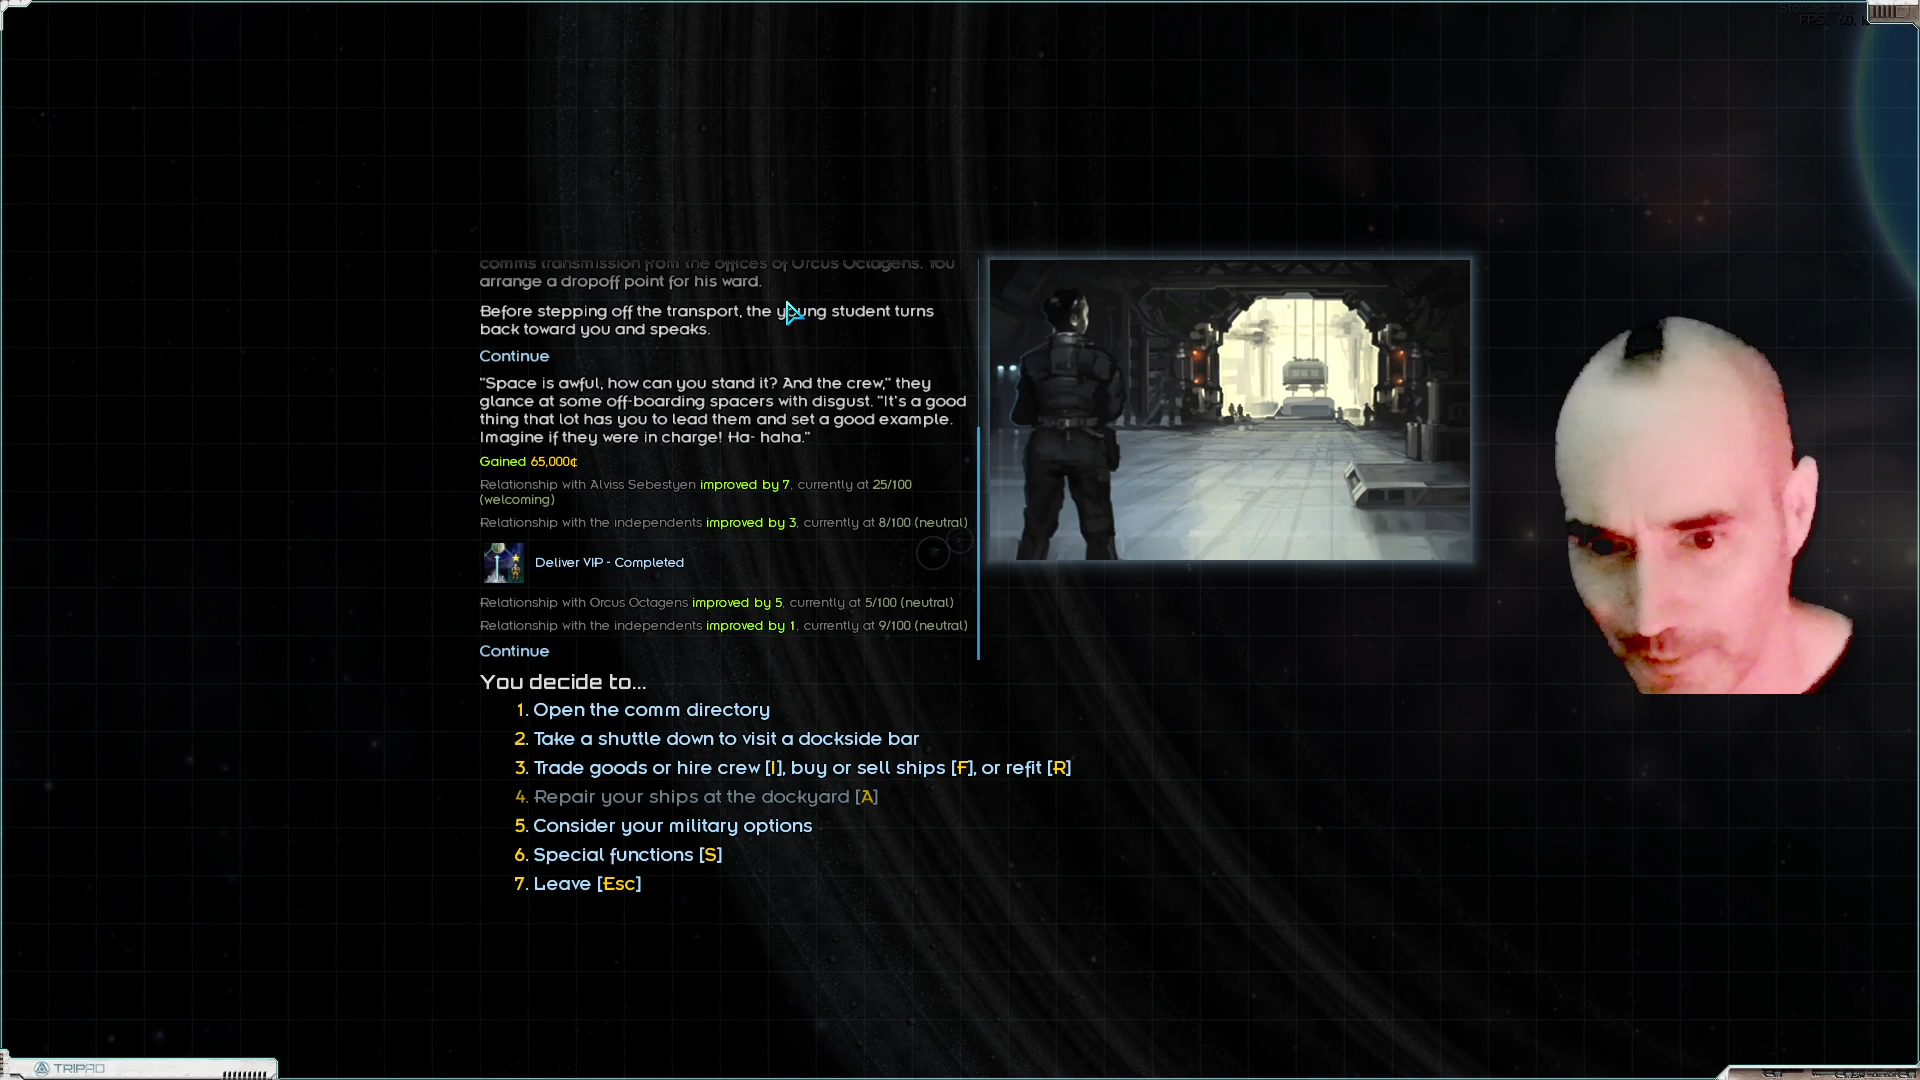 comms transmission from the offices of Orcus Octagens. You
arrange a dropoff point for his ward.
Before stepping off the transport, the young student turns
back toward you and speaks.
Continue
"Space is awful, how can you stand it? And the crew," they
glance at some off-boarding spacers with disgust. "It's a good
thing that lot has you to lead them and set a good example.
Imagine if they were in charge! Ha- haha."
Gained 65,000¢
Relationship with Alviss Sebestyen improved by 7, currently at 25/100
(welcoming)
Relationship with the independents improved by 3, currently at 8/100 (neutral)
Deliver VIP - Completed
Relationship with Orcus Octagens improved by 5, currently at 5/100 (neutral)
Relationship with the independents improved by 1, currently at 9/100 (neutral)
Continue
You decide to...
1. Open the comm directory
2. Take a shuttle down to visit a dockside bar
3. Trade goods or hire crew [I], buy or sell ships [F], or refit [R]
4. Repair your ships at the dockyard [A]
5. Consider your military options
6. Special functions [S]
7. Leave [Esc]
TRIPAD